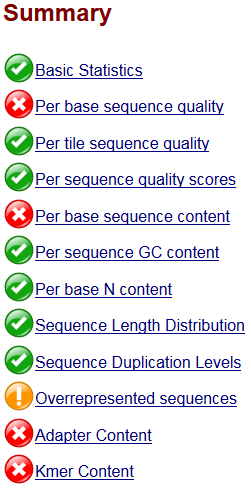 Summary
Basic Statistics
Per base sequence quality
Per tile sequence quality
Per sequence quality scores
Per base sequence content
Per sequence GC content
Per base N content
Sequence Length Distribution
Sequence Duplication Levels
Overrepresented sequences
Adapter Content
Kmer Content